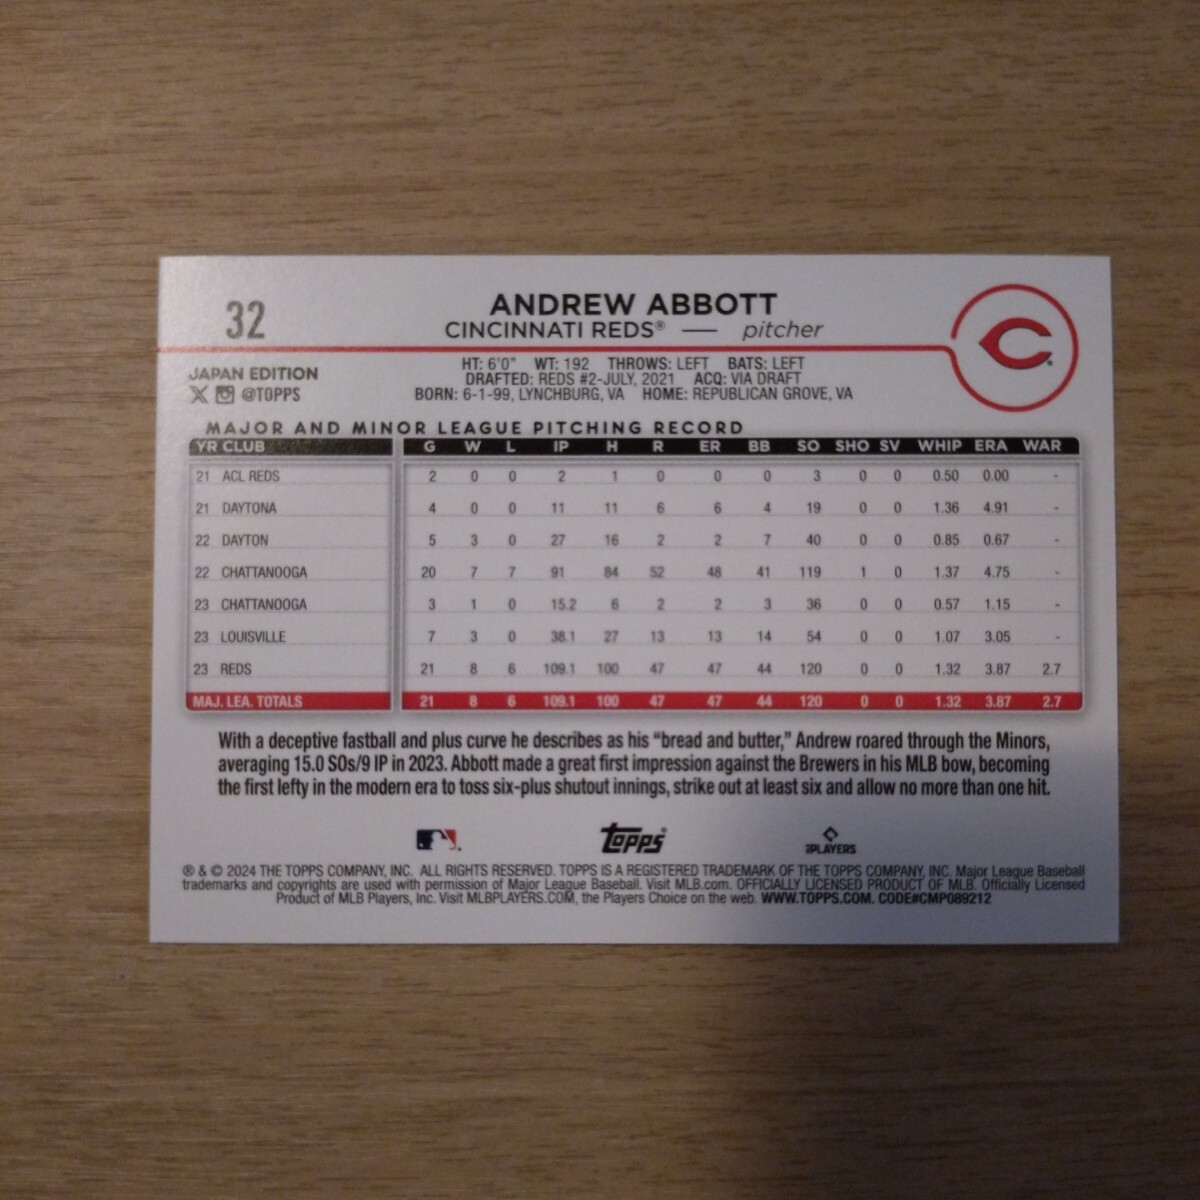 32
ANDREW ABBOTT
CINCINNATI REDS® — pitcher
C
JAPAN EDITION
@TOPPS
HT: 6'0" WT: 192 THROWS: LEFT BATS: LEFT
DRAFTED: REDS #2-JULY, 2021 ACQ: VIA DRAFT
BORN: 6-1-99, LYNCHBURG, VA HOME: REPUBLICAN GROVE, VA
MAJOR AND MINOR LEAGUE PITCHING RECORD
YR CLUB G W L IP H R ER BB SO SHO SV WHIP ERA WAR
21 ACL REDS 2 0 0 2 1 0 0 0 3 0 0 0.50 0.00 -
21 DAYTONA 4 0 0 11 11 6 6 4 19 0 0 1.36 4.91 -
22 DAYTON 5 3 0 27 16 2 2 7 40 0 0 0.85 0.67 -
22 CHATTANOOGA 20 7 7 91 84 52 48 41 119 1 0 1.37 4.75 -
23 CHATTANOOGA 3 1 0 15.2 6 2 2 3 36 0 0 0.57 1.15 -
23 LOUISVILLE 7 3 0 38.1 27 13 13 14 54 0 0 1.07 3.05 -
23 REDS 21 8 6 109.1 100 47 47 44 120 0 0 1.32 3.87 2.7
MAJ. LEA. TOTALS 21 8 6 109.1 100 47 47 44 120 0 0 1.32 3.87 2.7
With a deceptive fastball and plus curve he describes as his “bread and butter,” Andrew roared through the Minors,
averaging 15.0 SOs/9 IP in 2023. Abbott made a great first impression against the Brewers in his MLB bow, becoming
the first lefty in the modern era to toss six-plus shutout innings, strike out at least six and allow no more than one hit.
topps
PLAYERS
® & © 2024 THE TOPPS COMPANY, INC. ALL RIGHTS RESERVED. TOPPS IS A REGISTERED TRADEMARK OF THE TOPPS COMPANY, INC. Major League Baseball
trademarks and copyrights are used with permission of Major League Baseball. Visit MLB.com. OFFICIALLY LICENSED PRODUCT OF MLB. Officially Licensed
Product of MLB Players, Inc. Visit MLBPLAYERS.COM, the Players Choice on the web. WWW.TOPPS.COM. CODE#CMP089212